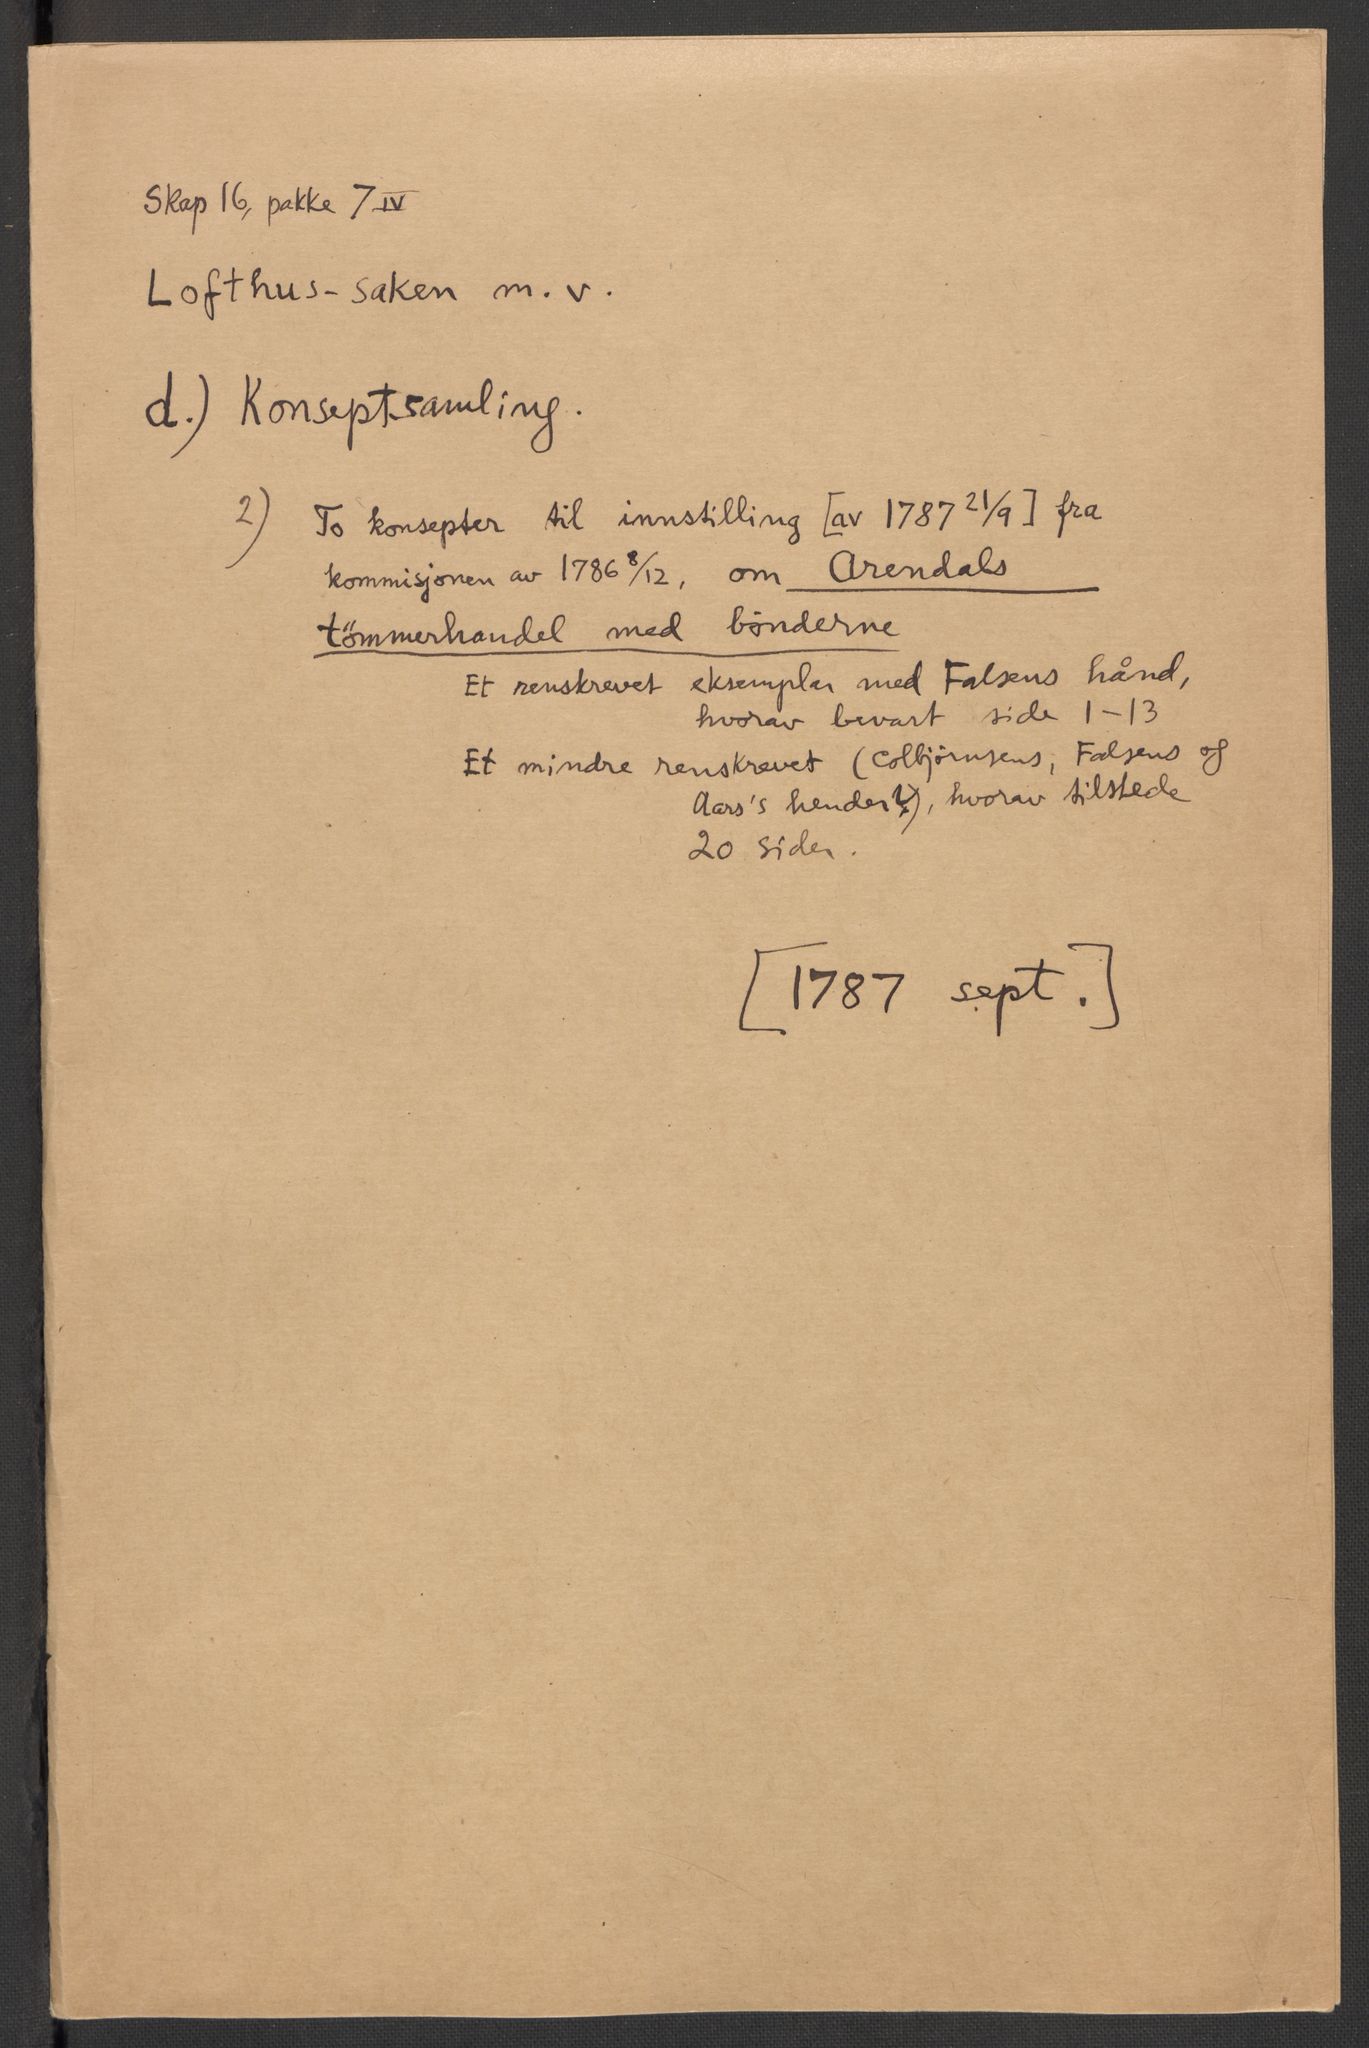 Skap 16, pakke 7 IV
Lofthus-saken m.v.
d.) Konseptsamling.
2) To konsepter til innstilling [av 1787 21/9] fra
kommisjonen av 1786 8/12, om Arendals
tömmerhandel med bönderne
Et renskrevet eksemplar med Falsens hånd,
hvorav bevart side 1-13
Et mindre renskrevet (Colbjørnsens, Falsens og
Aars's hender?), hvorav tilstede
20 sider.
[1787 sept.]